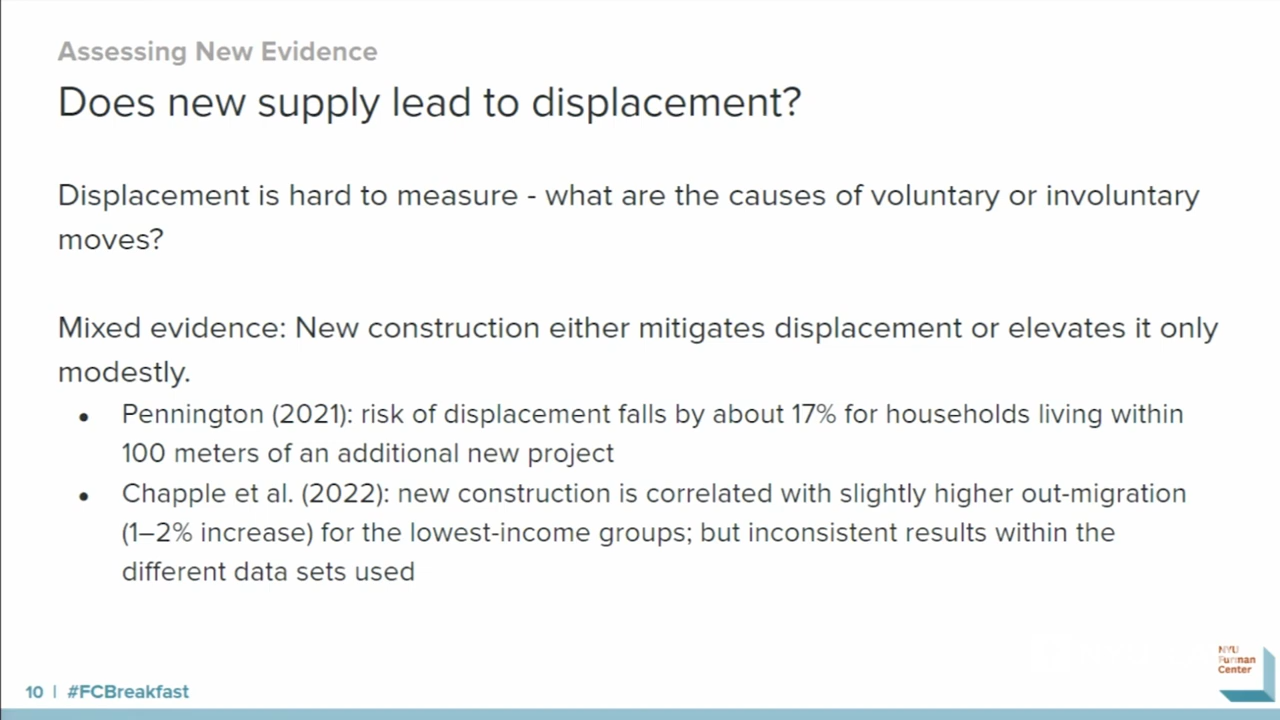 Assessing New Evidence
Does new supply lead to displacement?
Displacement is hard to measure - what are the causes of voluntary or involuntary
moves?
Mixed evidence: New construction either mitigates displacement or elevates it only
modestly.
• Pennington (2021): risk of displacement falls by about 17% for households living within
100 meters of an additional new project
• Chapple et al. (2022): new construction is correlated with slightly higher out-migration
(1–2% increase) for the lowest-income groups; but inconsistent results within the
different data sets used
10 | #FCBreakfast
NYU
Furman
Center